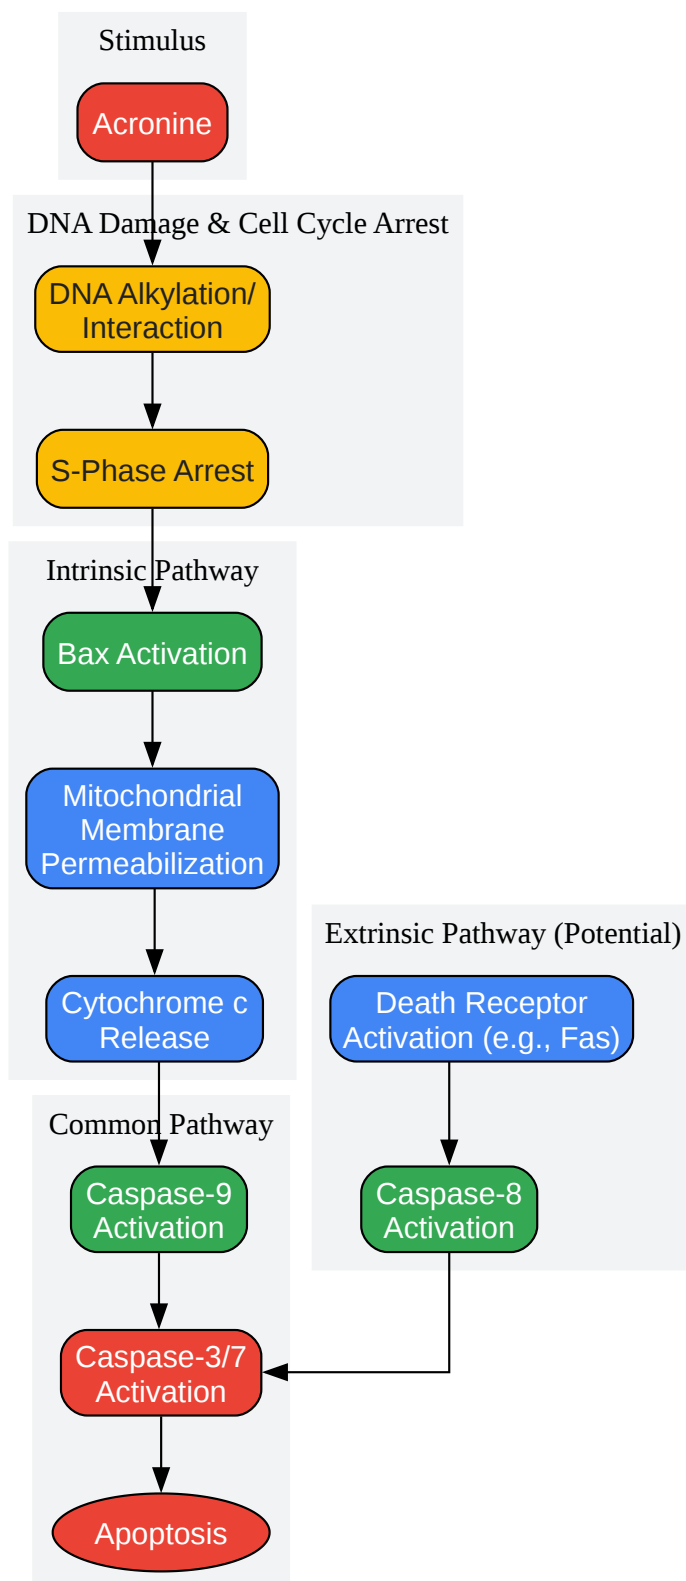 Stimulus
Acronine
DNA Damage & Cell Cycle Arrest
DNA Alkylation/
Interaction
S-Phase Arrest
Intrinsic Pathway
Bax Activation
Mitochondrial
Membrane
Permeabilization
Cytochrome c
Release
Extrinsic Pathway (Potential)
Death Receptor
Activation (e.g., Fas)
Caspase-8
Activation
Common Pathway
Caspase-9
Activation
Caspase-3/7
Activation
Apoptosis